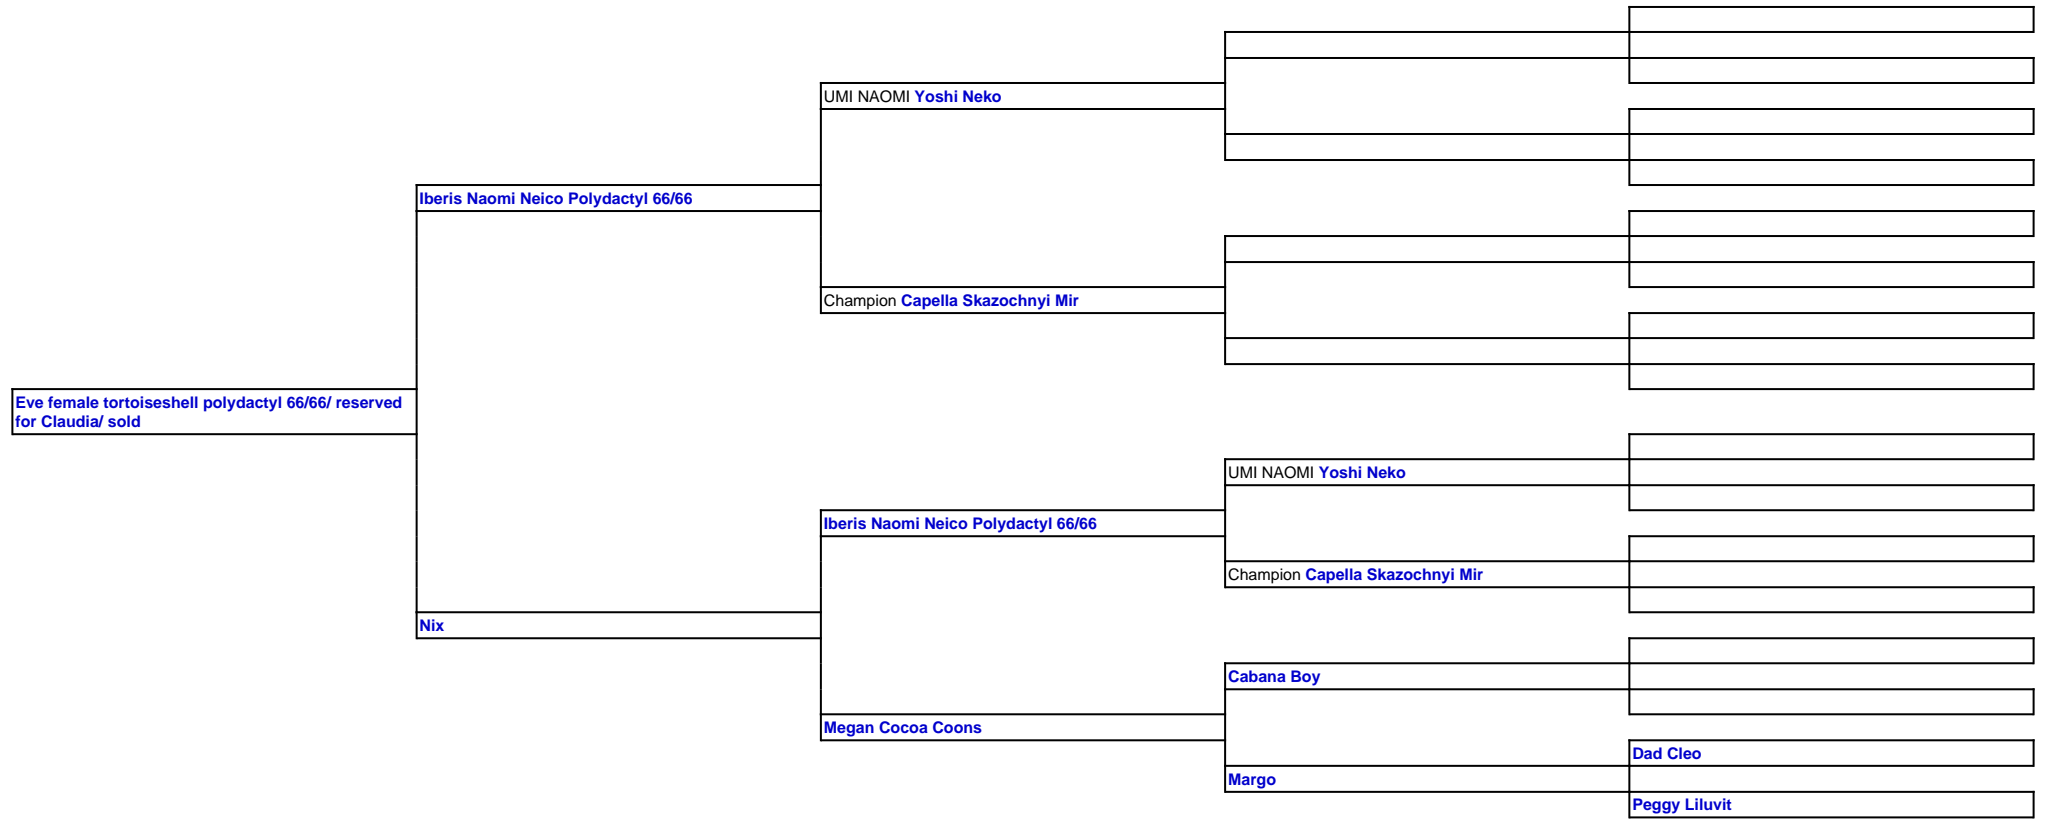 UMI NAOMI Yoshi Neko
Iberis Naomi Neico Polydactyl 66/66
Champion Capella Skazochnyi Mir
Eve female tortoiseshell polydactyl 66/66/ reserved
for Claudia/ sold
UMI NAOMI Yoshi Neko
Iberis Naomi Neico Polydactyl 66/66
Champion Capella Skazochnyi Mir
Nix
Cabana Boy
Megan Cocoa Coons
Dad Cleo
Margo
Peggy Liluvit